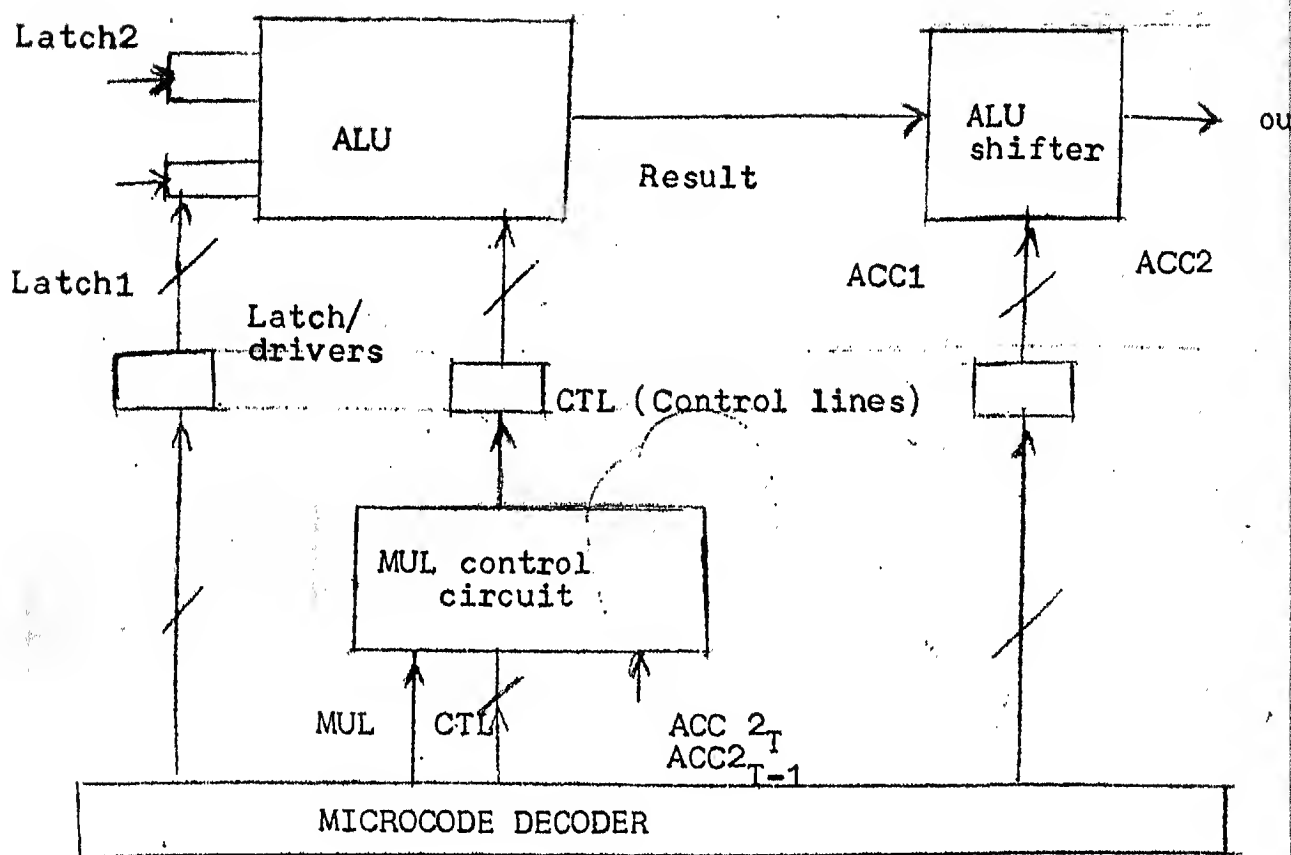 Latch2
ALU
ALU
shifter
ou
Result
Latch1
ACC1
ACC2
Latch/
drivers
CTL (Control lines)
MUL control
circuit
MUL
CTL
ACC 2T
ACC2T-1
MICROCODE DECODER